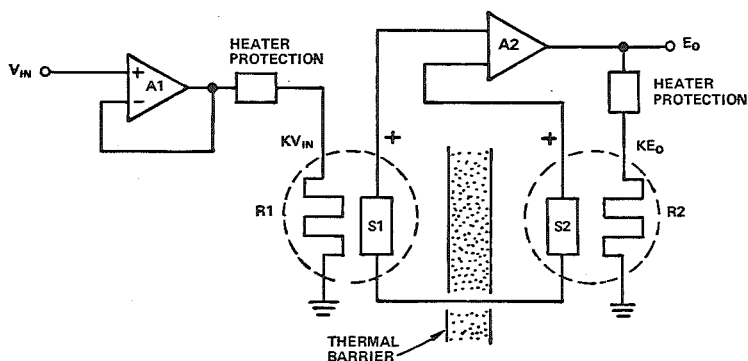 HEATER
PROTECTION
V_IN
+
A1
−
KV_IN
R1
S1
+
A2
E_O
HEATER
PROTECTION
+
KE_O
S2
R2
THERMAL
BARRIER